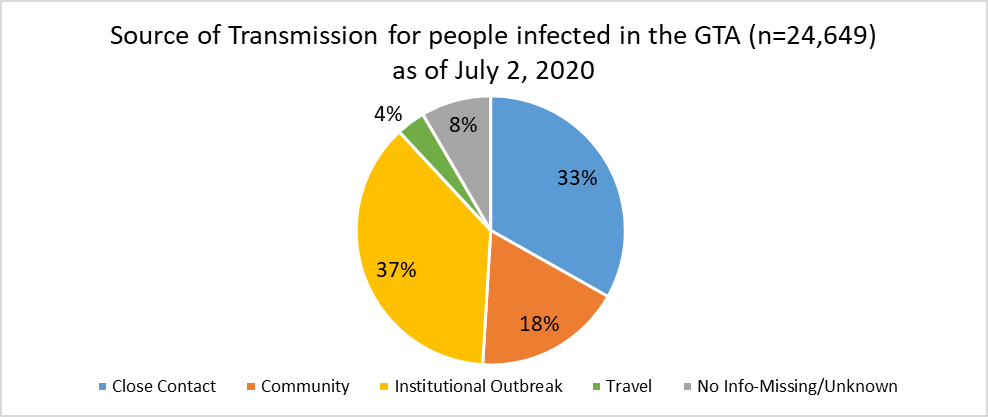 Source of Transmission for people infected in the GTA (n=24,649)
as of July 2, 2020
4%
8%
33%
37%
18%
Close Contact Community Institutional Outbreak Travel No Info-Missing/Unknown